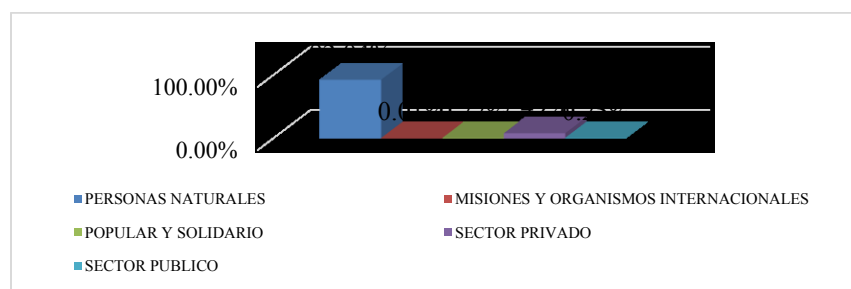 100.00%
0.00%
PERSONAS NATURALES
MISIONES Y ORGANISMOS INTERNACIONALES
POPULAR Y SOLIDARIO
SECTOR PRIVADO
SECTOR PUBLICO